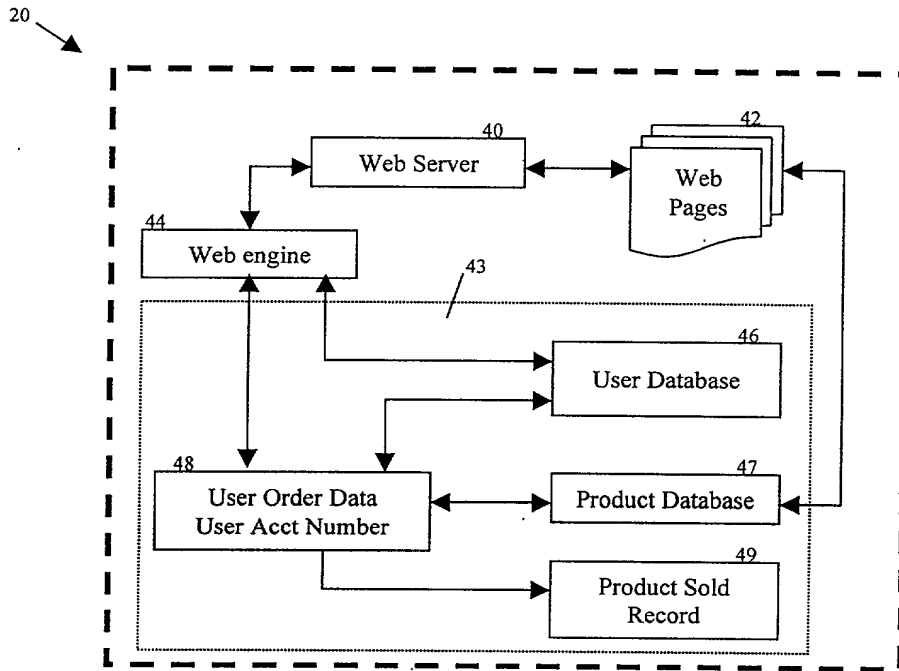 20
40
Web Server
42
Web
Pages
44
Web engine
43
46
User Database
48
User Order Data
User Acct Number
47
Product Database
49
Product Sold
Record